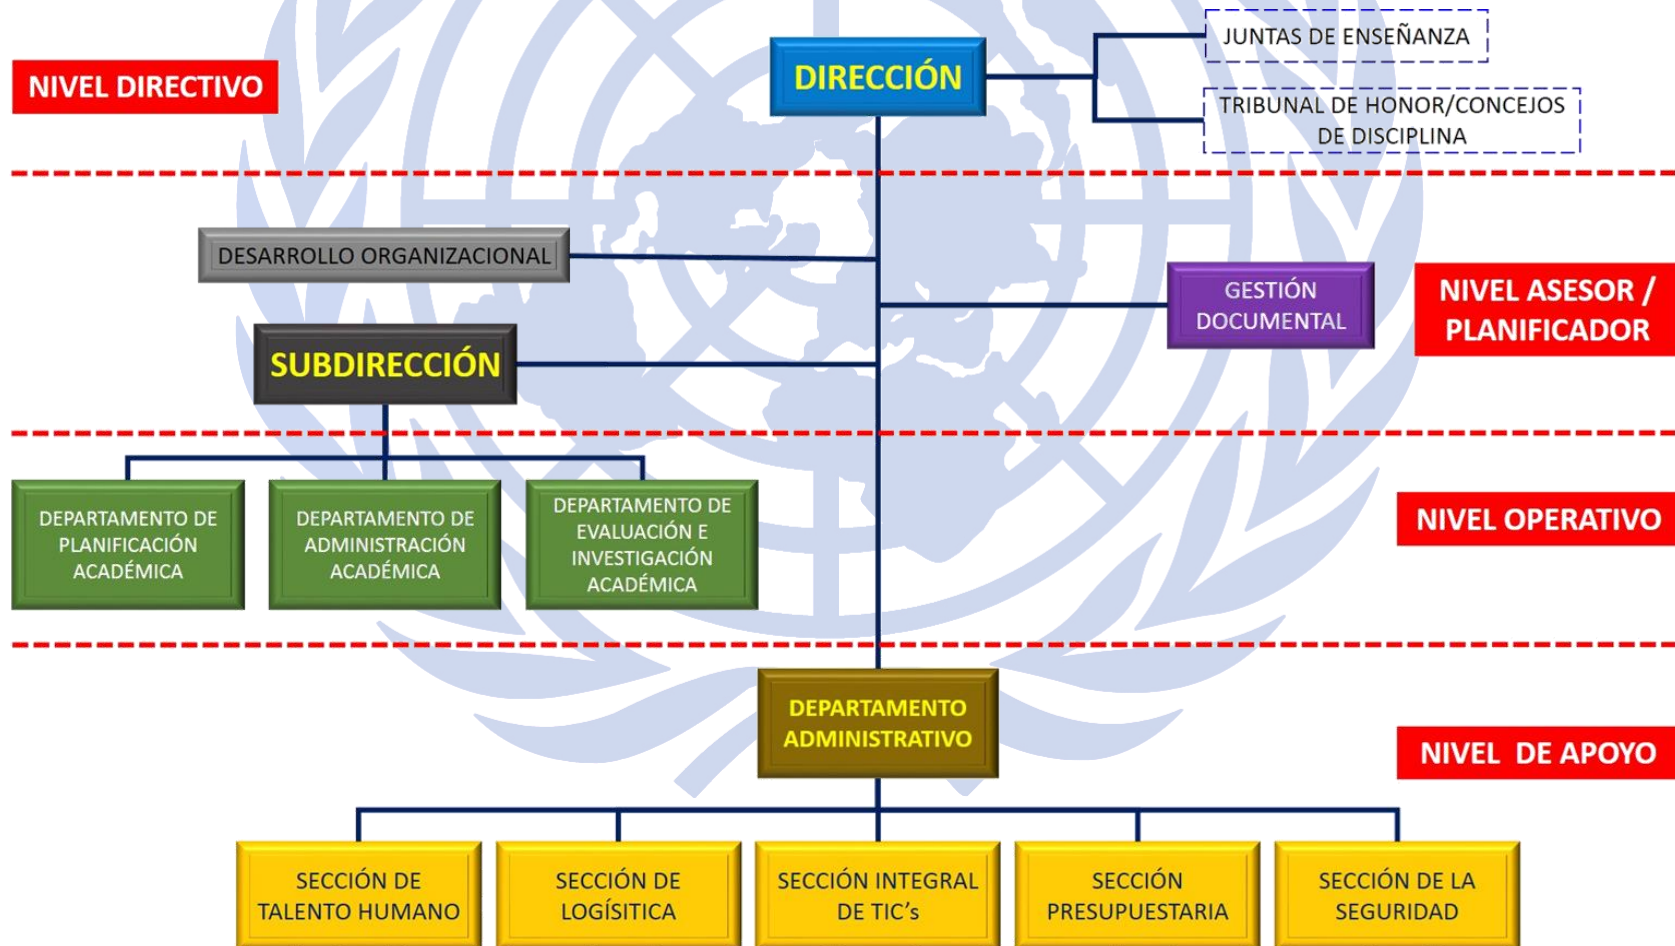 JUNTAS DE ENSEÑANZA
DIRECCIÓN
NIVEL DIRECTIVO
TRIBUNAL DE HONOR/CONCEJOS
DE DISCIPLINA
DESARROLLO ORGANIZACIONAL
GESTIÓN
DOCUMENTAL
NIVEL ASESOR /
PLANIFICADOR
SUBDIRECCIÓN
DEPARTAMENTO DE
PLANIFICACIÓN
ACADÉMICA
DEPARTAMENTO DE
ADMINISTRACIÓN
ACADÉMICA
DEPARTAMENTO DE
EVALUACIÓN E
INVESTIGACIÓN
ACADÉMICA
NIVEL OPERATIVO
DEPARTAMENTO
ADMINISTRATIVO
NIVEL DE APOYO
SECCIÓN DE
TALENTO HUMANO
SECCIÓN DE
LOGÍSITICA
SECCIÓN INTEGRAL
DE TIC’s
SECCIÓN
PRESUPUESTARIA
SECCIÓN DE LA
SEGURIDAD